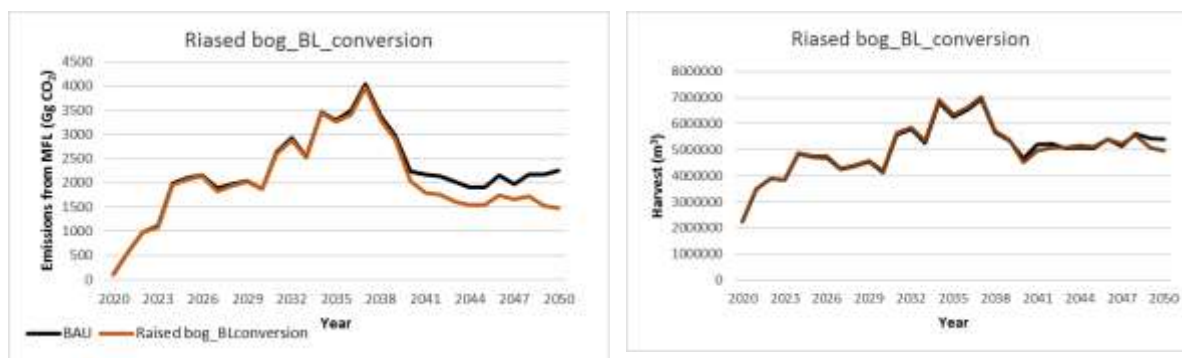 Riased bog_BL_conversion
4500
4000
3500
3000
2500
2000
1500
1000
500
0
Emissions from MFL (Gg CO₂)
2020 2023 2026 2029 2032 2035 2038 2041 2044 2047 2050
Year
BAU Raised bog_BLconversion
Riased bog_BL_conversion
8000000
7000000
6000000
5000000
4000000
3000000
2000000
1000000
0
Harvest (m³)
2020 2023 2026 2029 2032 2035 2038 2041 2044 2047 2050
Year